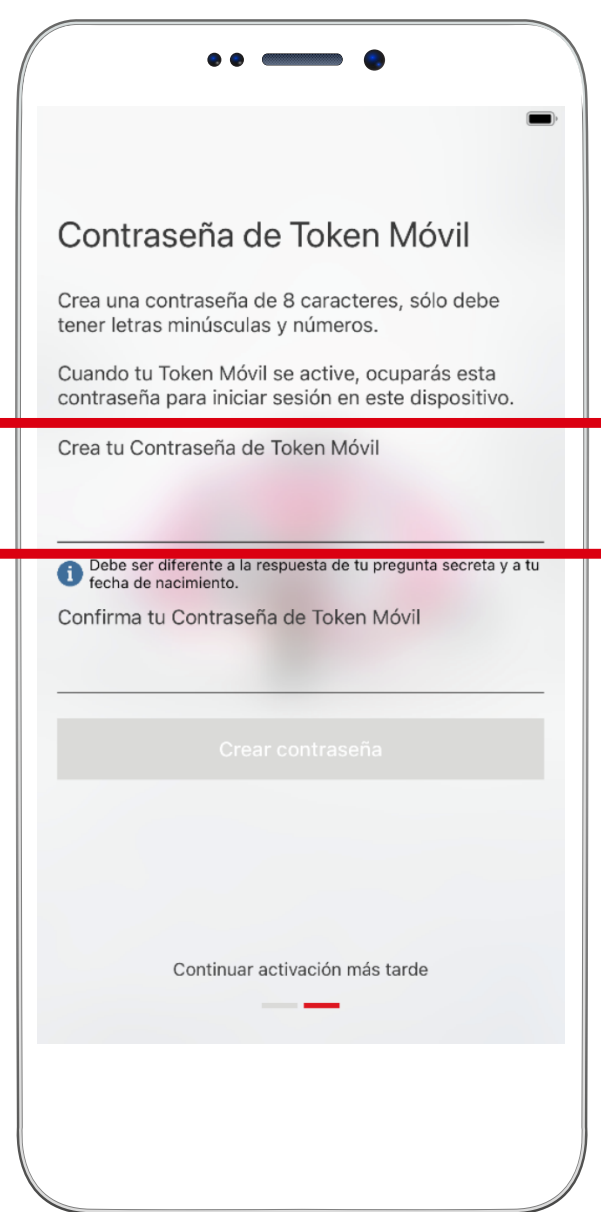 Contraseña de Token Móvil
Crea una contraseña de 8 caracteres, sólo debe
tener letras minúsculas y números.
Cuando tu Token Móvil se active, ocuparás esta
contraseña para iniciar sesión en este dispositivo.
Crea tu Contraseña de Token Móvil
Debe ser diferente a la respuesta de tu pregunta secreta y a tu
fecha de nacimiento.
Confirma tu Contraseña de Token Móvil
Crear contraseña
Continuar activación más tarde